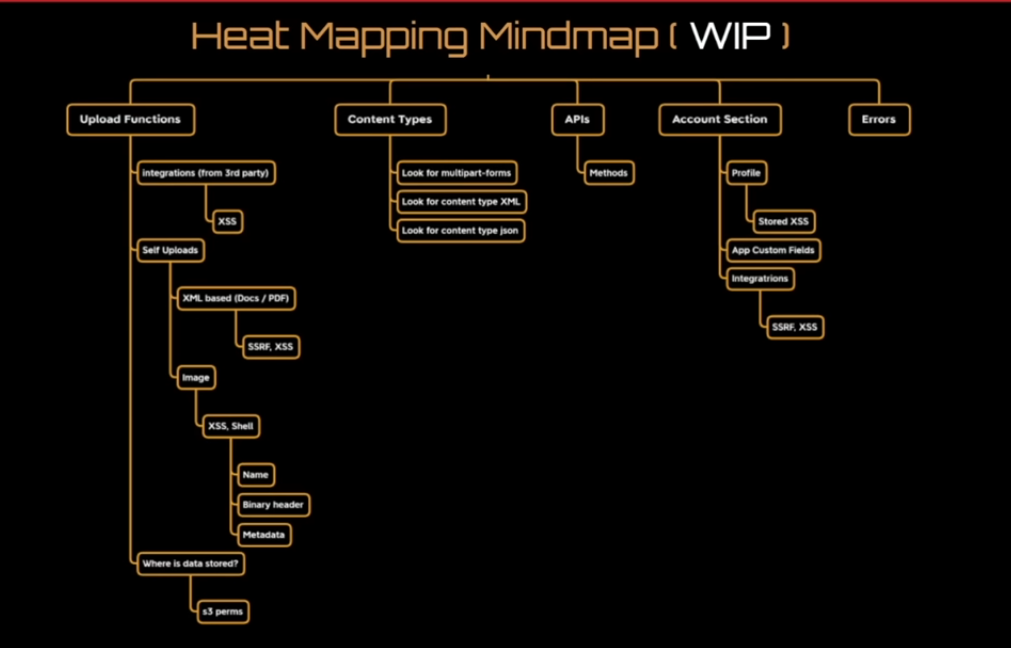 Heat Mapping Mindmap ( WIP )
Upload Functions
integrations (from 3rd party)
XSS
Self Uploads
XML based (Docs / PDF)
SSRF, XSS
Image
XSS, Shell
Name
Binary header
Metadata
Where is data stored?
s3 perms
Content Types
Look for multipart-forms
Look for content type XML
Look for content type json
APIs
Methods
Account Section
Profile
Stored XSS
App Custom Fields
Integratrions
SSRF, XSS
Errors